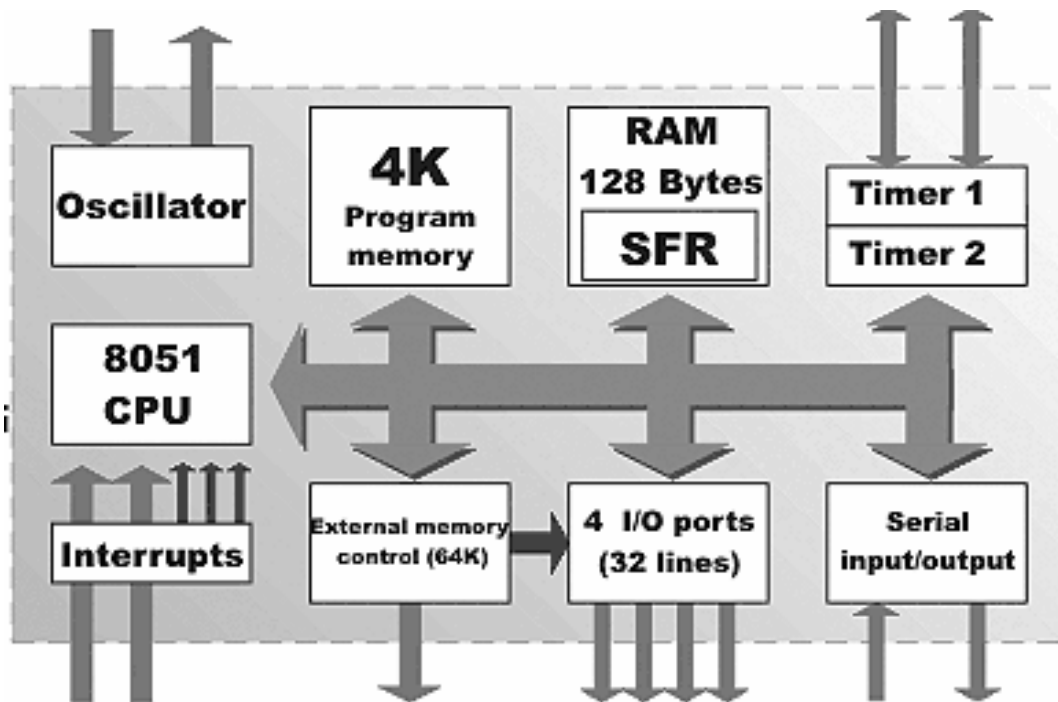 Oscillator
4K
Program
memory
RAM
128 Bytes
SFR
Timer 1
Timer 2
8051
CPU
Interrupts
External memory
control (64K)
4 I/O ports
(32 lines)
Serial
input/output